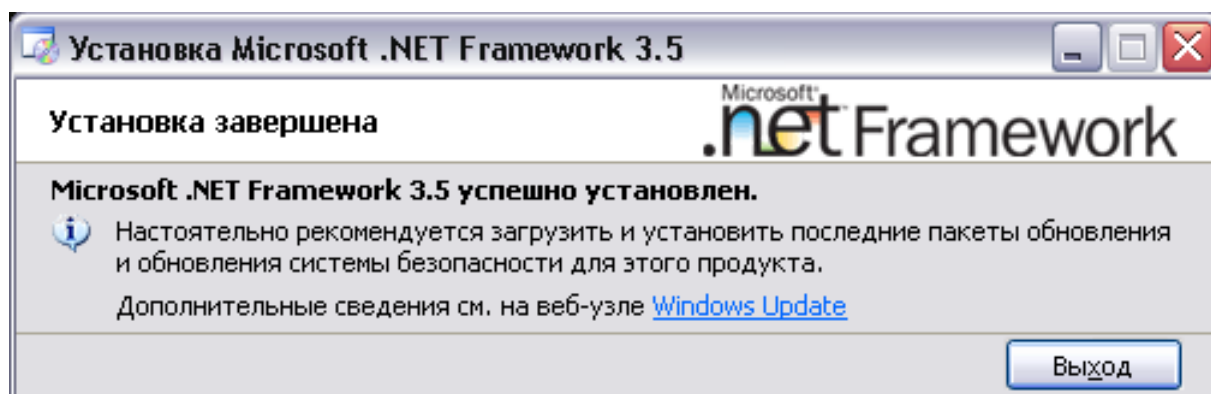 Установка Microsoft .NET Framework 3.5
Установка завершена
Microsoft
.net Framework
Microsoft .NET Framework 3.5 успешно установлен.
Настоятельно рекомендуется загрузить и установить последние пакеты обновления
и обновления системы безопасности для этого продукта.
Дополнительные сведения см. на веб-узле Windows Update
Выход